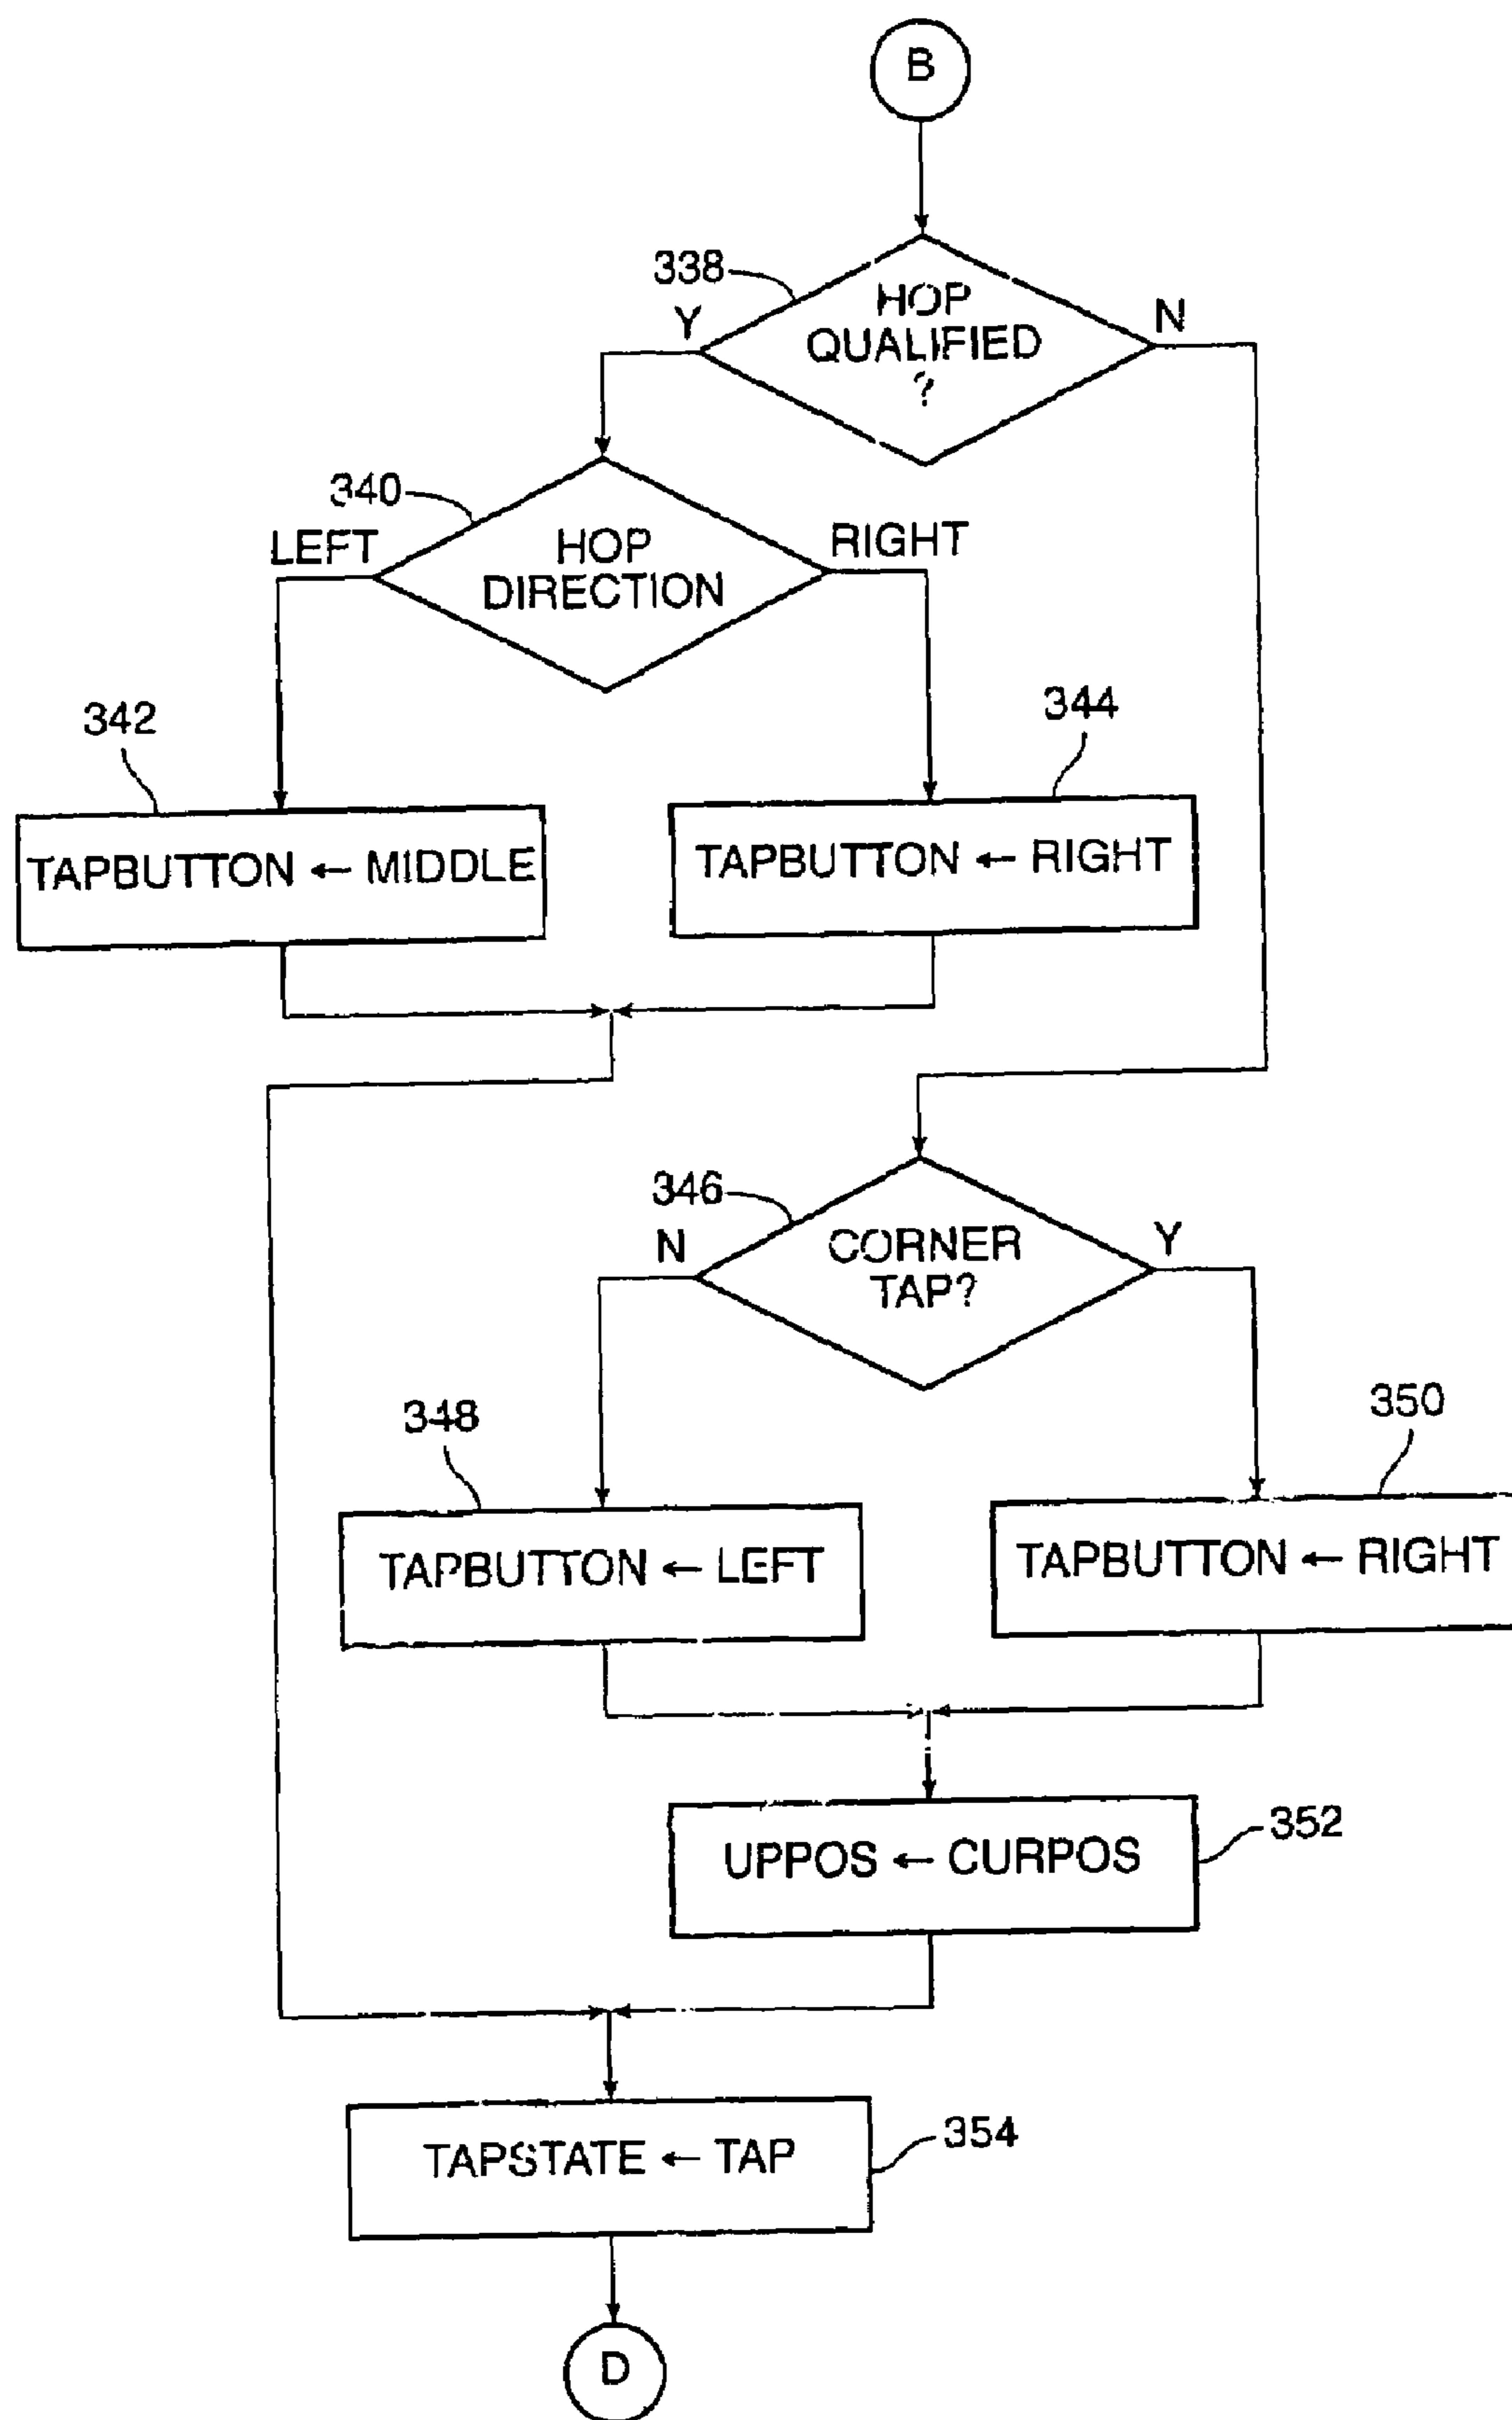 B
338
HOP
QUALIFIED
?
Y
N
340
HOP
DIRECTION
LEFT
RIGHT
342
344
TAPBUTTON ← MIDDLE
TAPBUTTON ← RIGHT
346
CORNER
TAP?
N
Y
348
350
TAPBUTTON ← LEFT
TAPBUTTON ← RIGHT
UPPOS ← CURPOS
352
TAPSTATE ← TAP
354
D